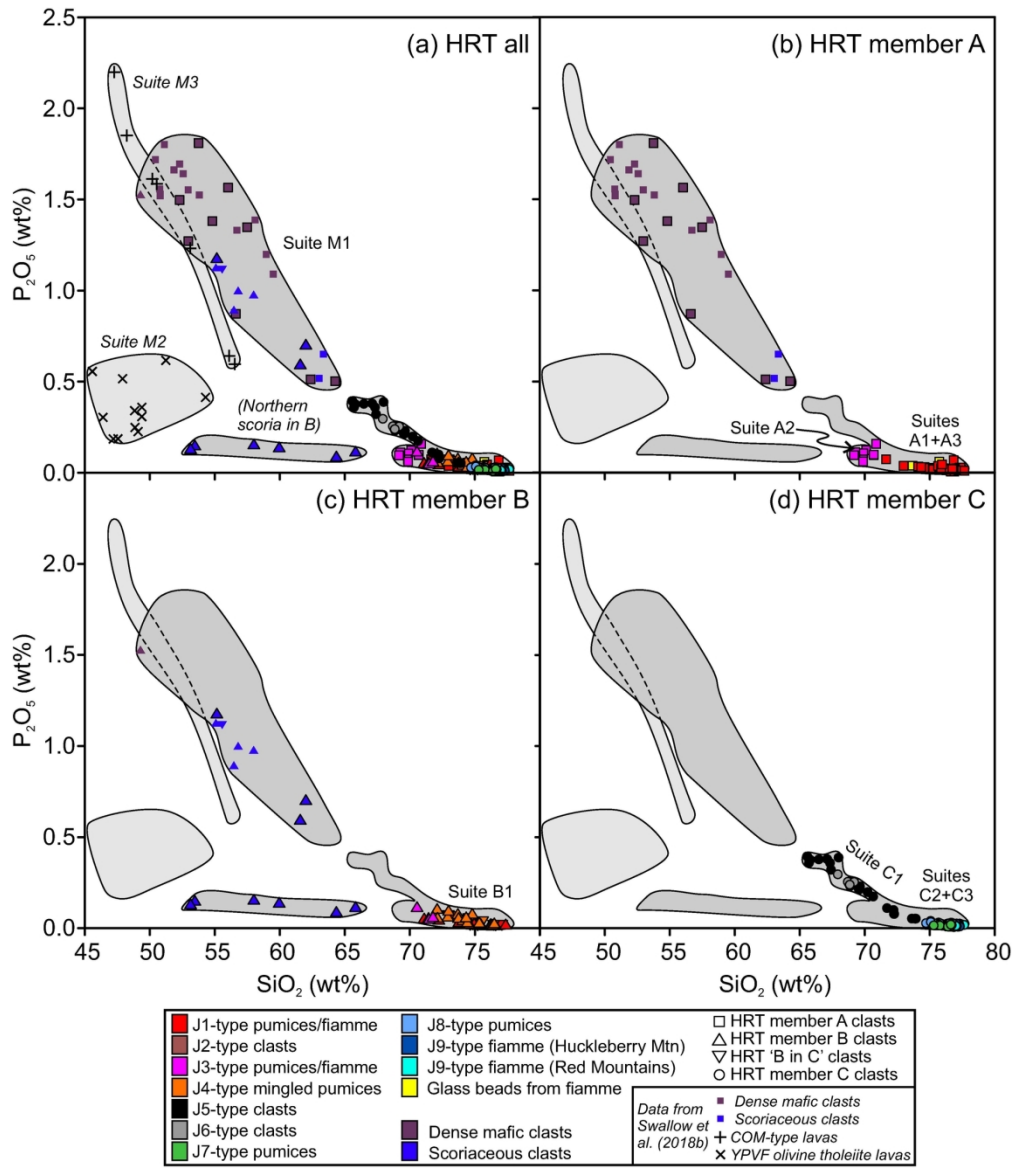 2.5
(a) HRT all
(b) HRT member A
Suite M3
2.0
1.5
Suite M1
P₂O₅ (wt%)
1.0
Suite M2
0.5
(Northern
scoria in B)
Suite A2
Suites
A1+A3
0.0
(c) HRT member B
(d) HRT member C
2.0
1.5
P₂O₅ (wt%)
1.0
0.5
Suite B1
Suite C1
Suites
C2+C3
0.0
45 50 55 60 65 70 75 50 55 60 65 70 75 80
SiO₂ (wt%)
SiO₂ (wt%)
J1-type pumices/fiamme
J2-type clasts
J3-type pumices/fiamme
J4-type mingled pumices
J5-type clasts
J6-type clasts
J7-type pumices
J8-type pumices
J9-type fiamme (Huckleberry Mtn)
J9-type fiamme (Red Mountains)
Glass beads from fiamme
Dense mafic clasts
Scoriaceous clasts
HRT member A clasts
HRT member B clasts
HRT 'B in C' clasts
HRT member C clasts
Data from
Swallow et
al. (2018b)
Dense mafic clasts
Scoriaceous clasts
COM-type lavas
YPVF olivine tholeiite lavas